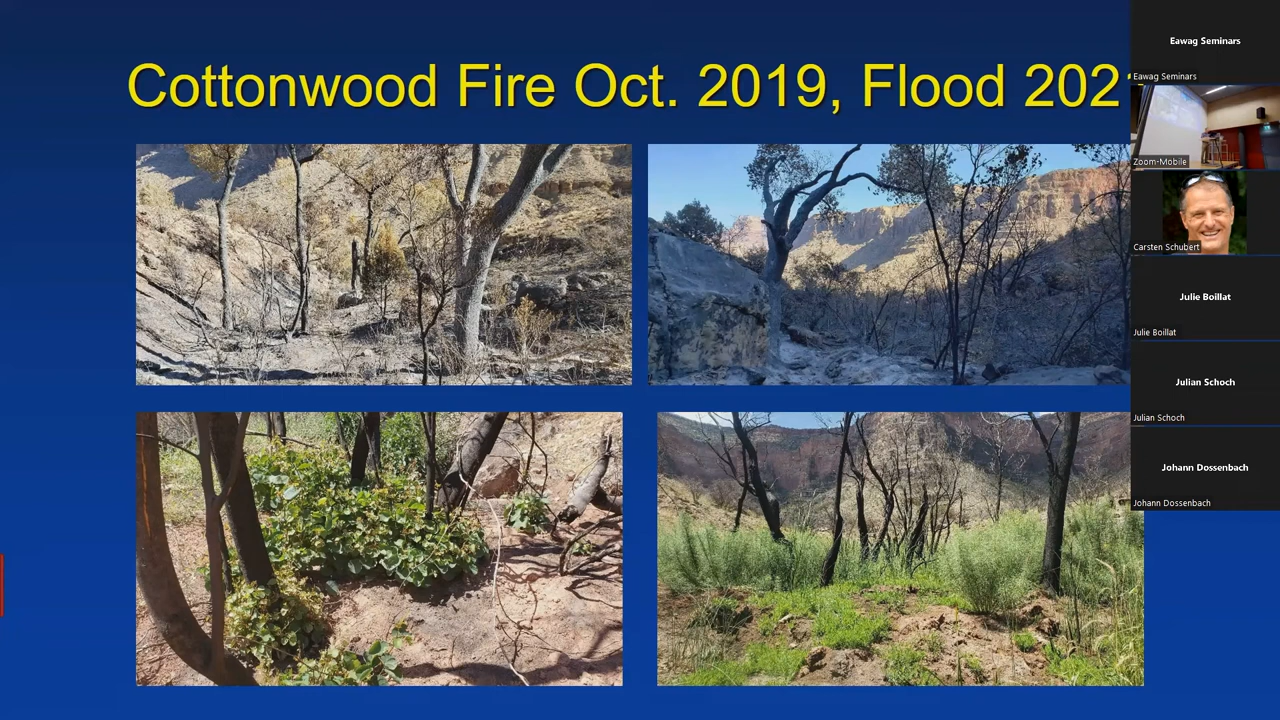 Cottonwood Fire Oct. 2019, Flood 202
Eawag Seminars
Eawag Seminars
Zoom-Mobile
Carsten Schubert
Julie Boillat
Julie Boillat
Julian Schoch
Julian Schoch
Johann Dossenbach
Johann Dossenbach